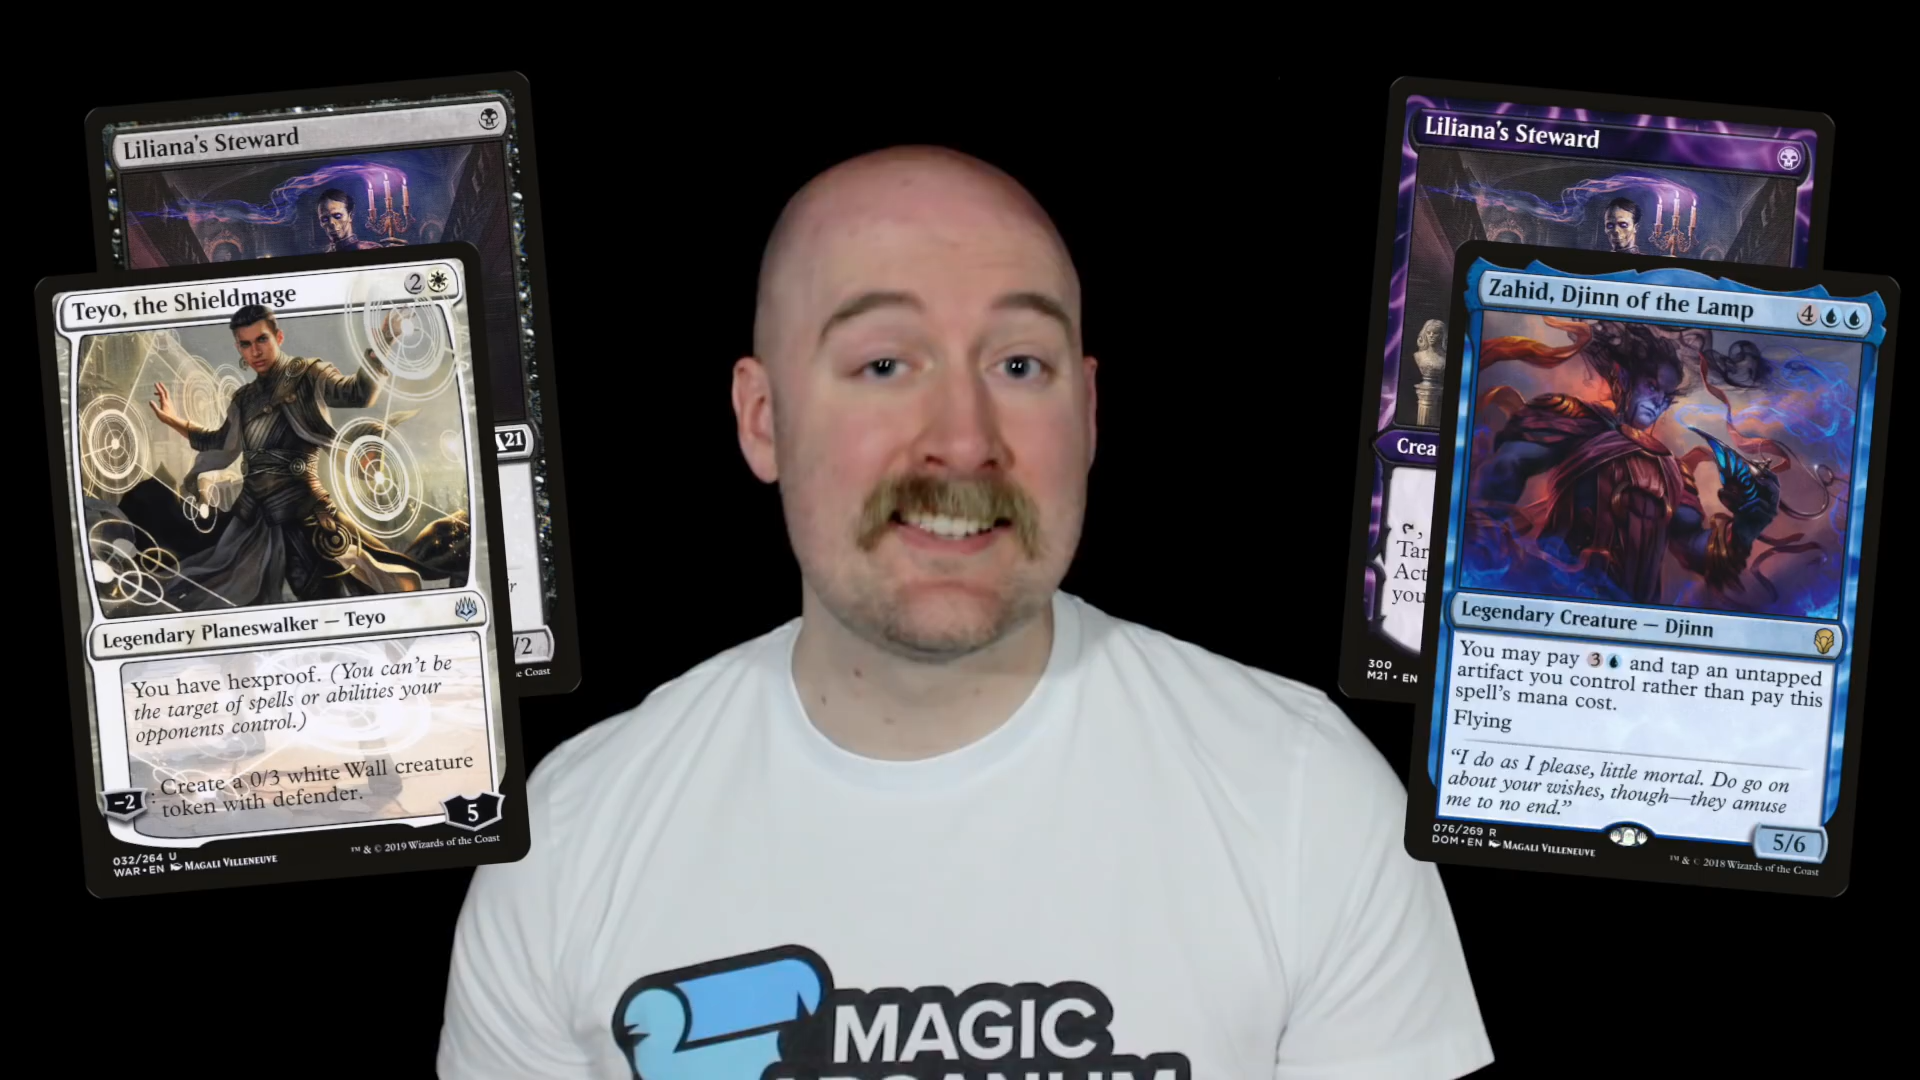 Liliana's Steward
21
/2
e Coast
Teyo, the Shieldmage
2
Legendary Planeswalker — Teyo
You have hexproof. (You can't be
the target of spells or abilities your
opponents control.)
−2 : Create a 0/3 white Wall creature
token with defender.
5
032/264 U
WAR • EN Magali Villeneuve
™ & © 2019 Wizards of the Coast
MAGIC
ARCANUM
Liliana's Steward
Crea
Tar
Act
you
300
M21 • EN
Zahid, Djinn of the Lamp
4
Legendary Creature — Djinn
You may pay 3 and tap an untapped
artifact you control rather than pay this
spell's mana cost.
Flying
"I do as I please, little mortal. Do go on
about your wishes, though—they amuse
me to no end."
5/6
076/269 R
DOM • EN Magali Villeneuve
™ & © 2018 Wizards of the Coast